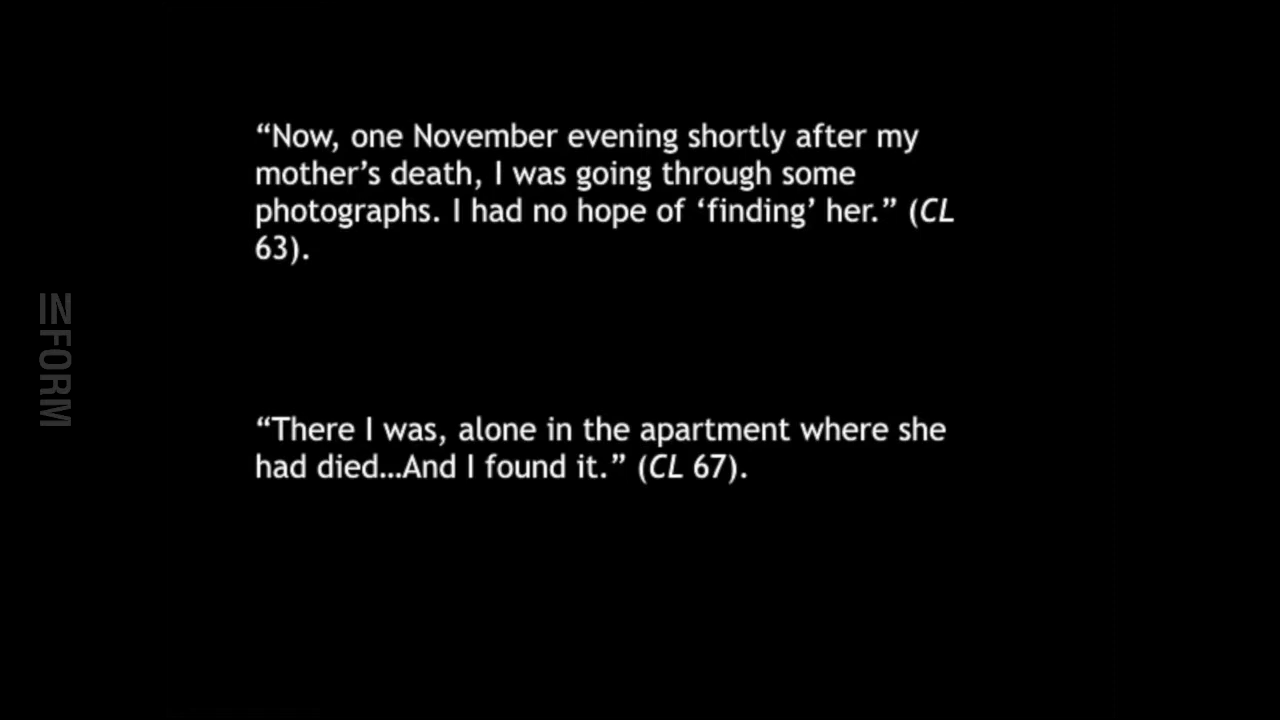 “Now, one November evening shortly after my
mother’s death, I was going through some
photographs. I had no hope of ‘finding’ her.” (CL
63).
“There I was, alone in the apartment where she
had died…And I found it.” (CL 67).
INFORM